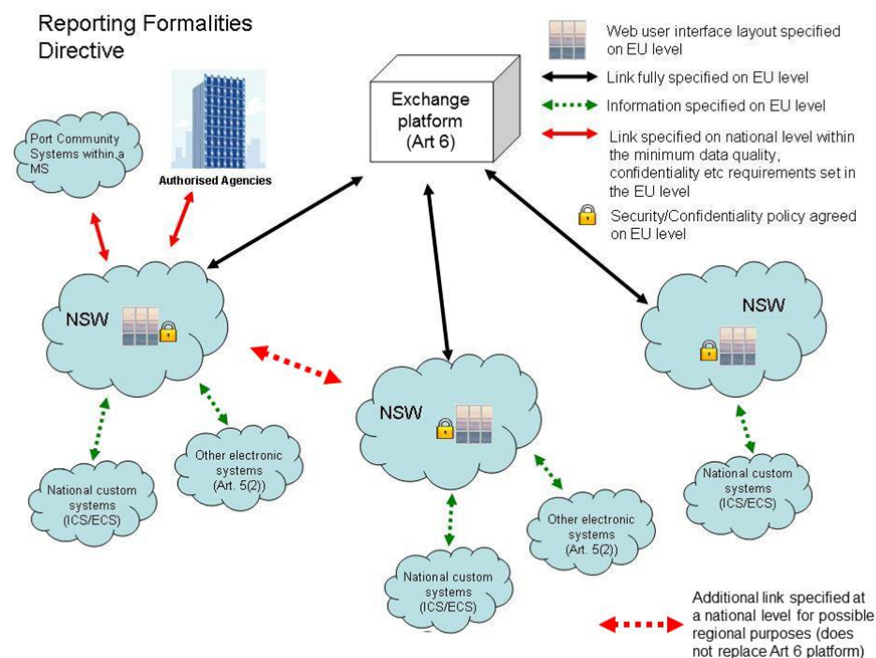 Reporting Formalities
Directive
Web user interface layout specified
on EU level
Link fully specified on EU level
Information specified on EU level
Link specified on national level within
the minimum data quality,
confidentiality etc requirements set in
the EU level
Security/Confidentiality policy agreed
on EU level
Exchange
platform
(Art 6)
Port Community
Systems within a
MS
Authorised Agencies
NSW
NSW
NSW
National custom
systems
(ICS/ECS)
Other electronic
systems
(Art. 5(2))
National custom
systems
(ICS/ECS)
Other electronic
systems
(Art. 5(2))
National custom
systems
(ICS/ECS)
Additional link specified at
a national level for possible
regional purposes (does
not replace Art 6 platform)